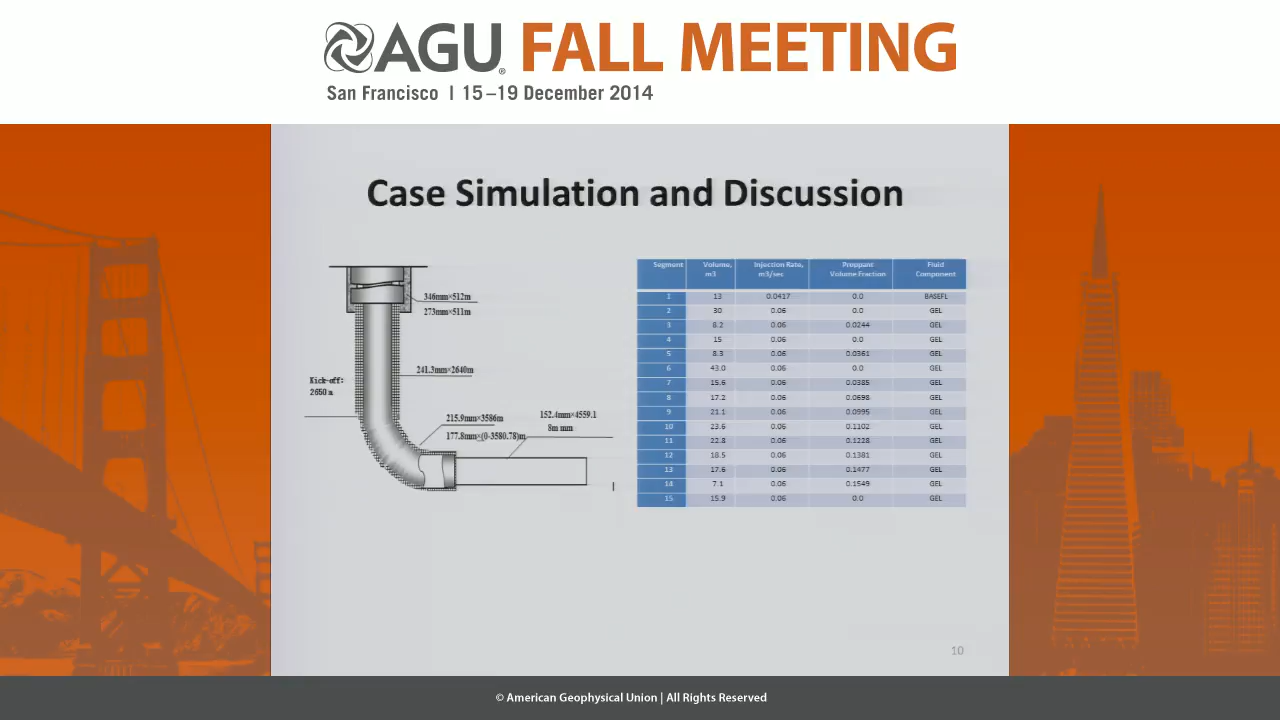 AGU FALL MEETING
San Francisco | 15–19 December 2014
Case Simulation and Discussion
346mm×512m
273mm×511m
241.3mm×2640m
Kick-off:
2650 m
215.9mm×3586m
177.8mm×(0-3580.78)m
152.4mm×4559.1
8m mm
Segment Volume, m3 Injection Rate, m3/sec Proppant Volume Fraction Fluid Component
1 13 0.0417 0.0 BASEFL
2 30 0.06 0.0 GEL
3 8.2 0.06 0.0244 GEL
4 15 0.06 0.0 GEL
5 8.3 0.06 0.0361 GEL
6 43.0 0.06 0.0 GEL
7 15.6 0.06 0.0385 GEL
8 17.2 0.06 0.0698 GEL
9 21.1 0.06 0.0995 GEL
10 23.6 0.06 0.1102 GEL
11 22.8 0.06 0.1228 GEL
12 18.5 0.06 0.1381 GEL
13 17.6 0.06 0.1477 GEL
14 7.1 0.06 0.1549 GEL
15 15.9 0.06 0.0 GEL
10
© American Geophysical Union | All Rights Reserved